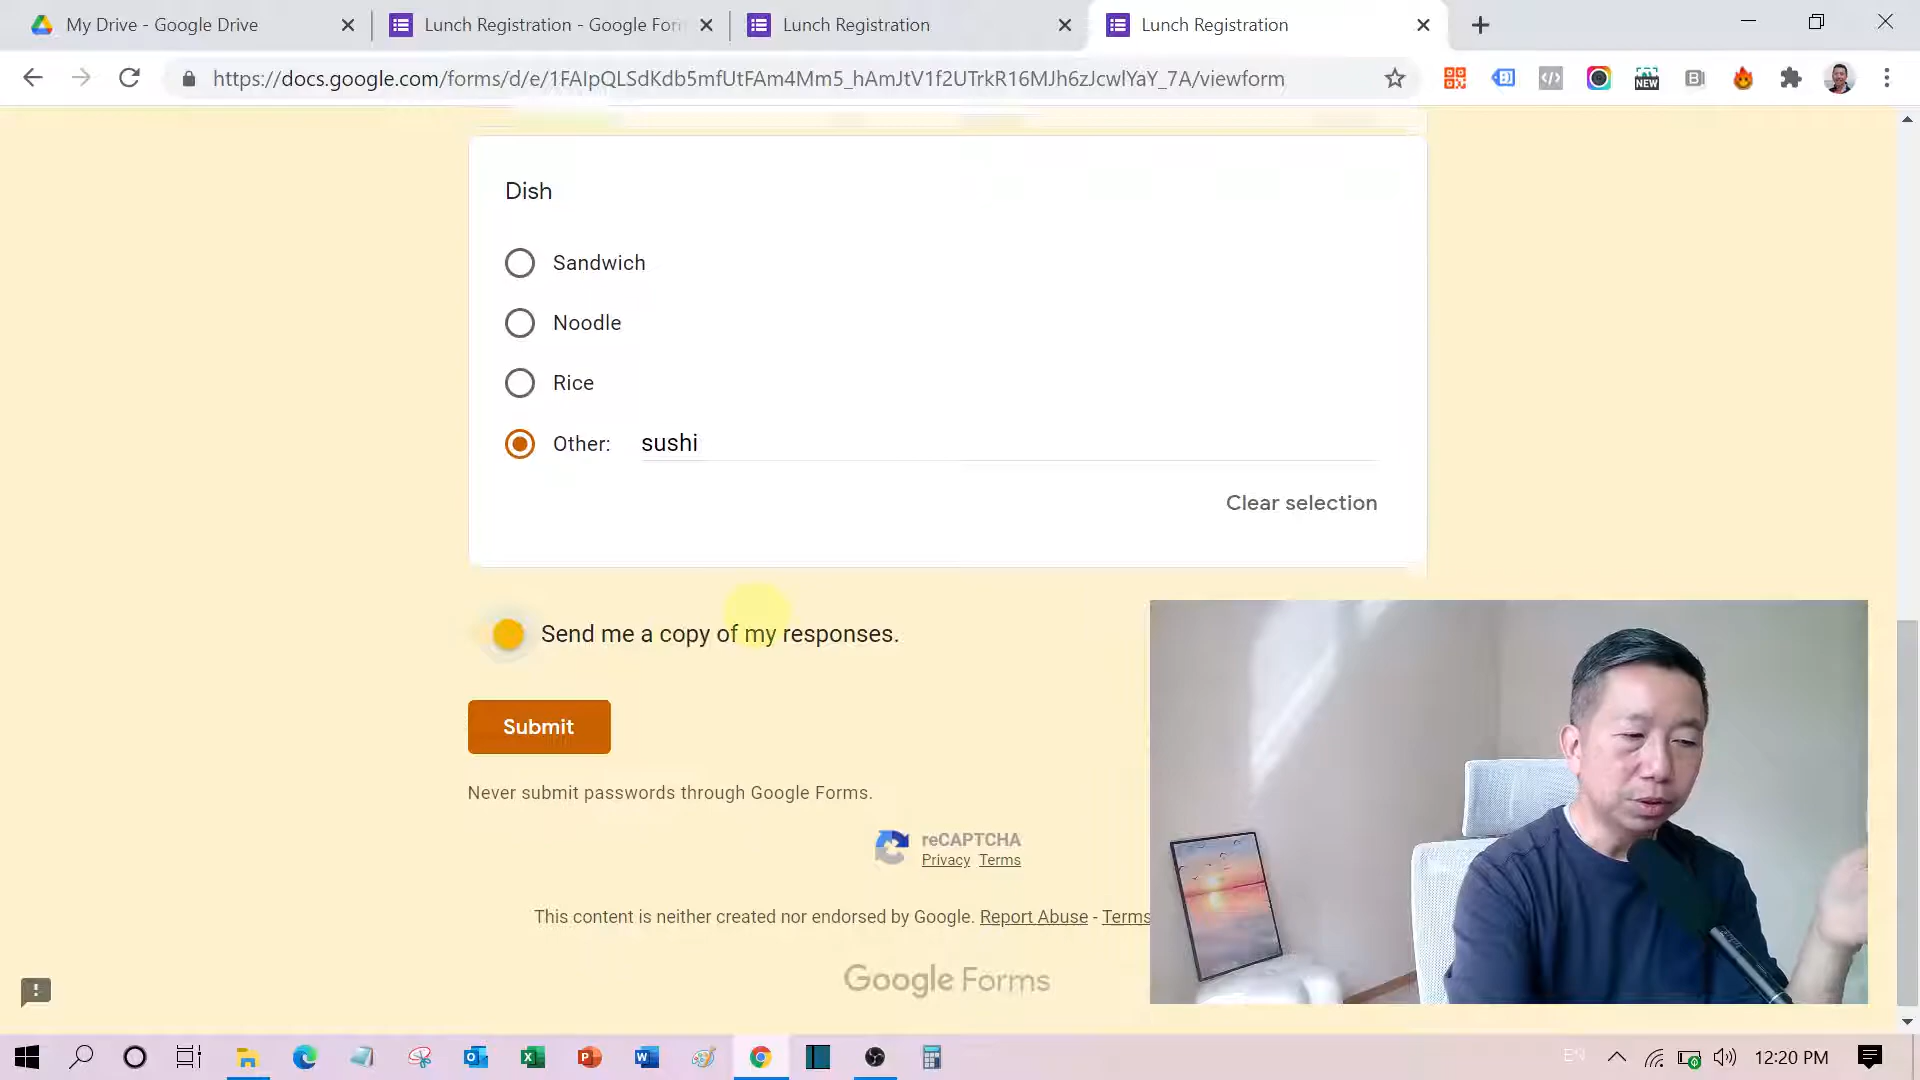 My Drive - Google Drive
Lunch Registration - Google For
Lunch Registration
Lunch Registration
https://docs.google.com/forms/d/e/1FAIpQLSdKdb5mfUtFAm4Mm5_hAmJtV1f2UTrkR16MJh6zJcwlYaY_7A/viewform
NEW
Dish
Sandwich
Noodle
Rice
Other: sushi
Clear selection
Send me a copy of my responses.
Submit
Never submit passwords through Google Forms.
reCAPTCHA
Privacy Terms
This content is neither created nor endorsed by Google. Report Abuse - Terms
Google Forms
EN
12:20 PM